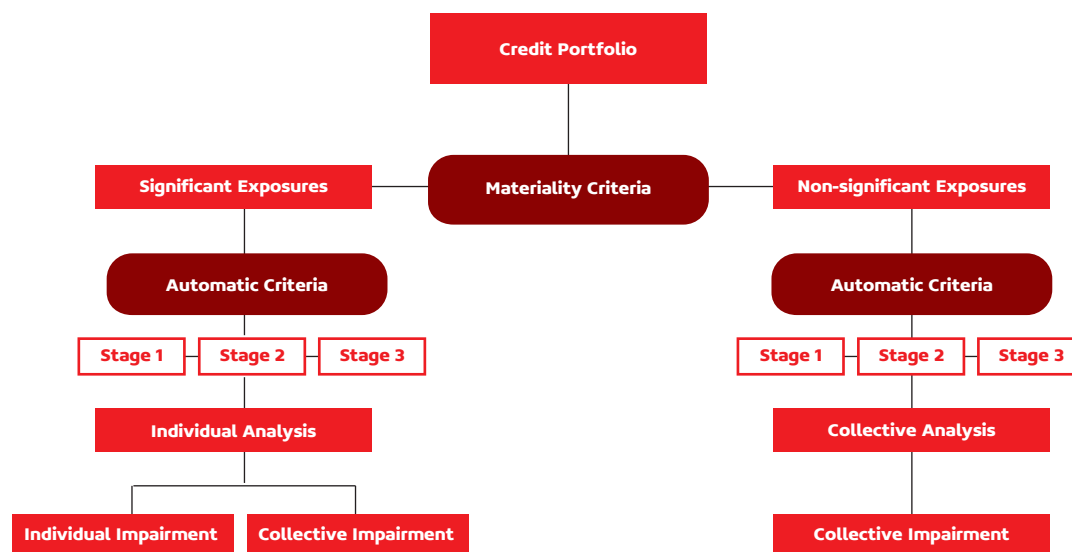 Credit Portfolio
Significant Exposures
Materiality Criteria
Non-significant Exposures
Automatic Criteria
Automatic Criteria
Stage 1
Stage 2
Stage 3
Stage 1
Stage 2
Stage 3
Individual Analysis
Collective Analysis
Individual Impairment
Collective Impairment
Collective Impairment